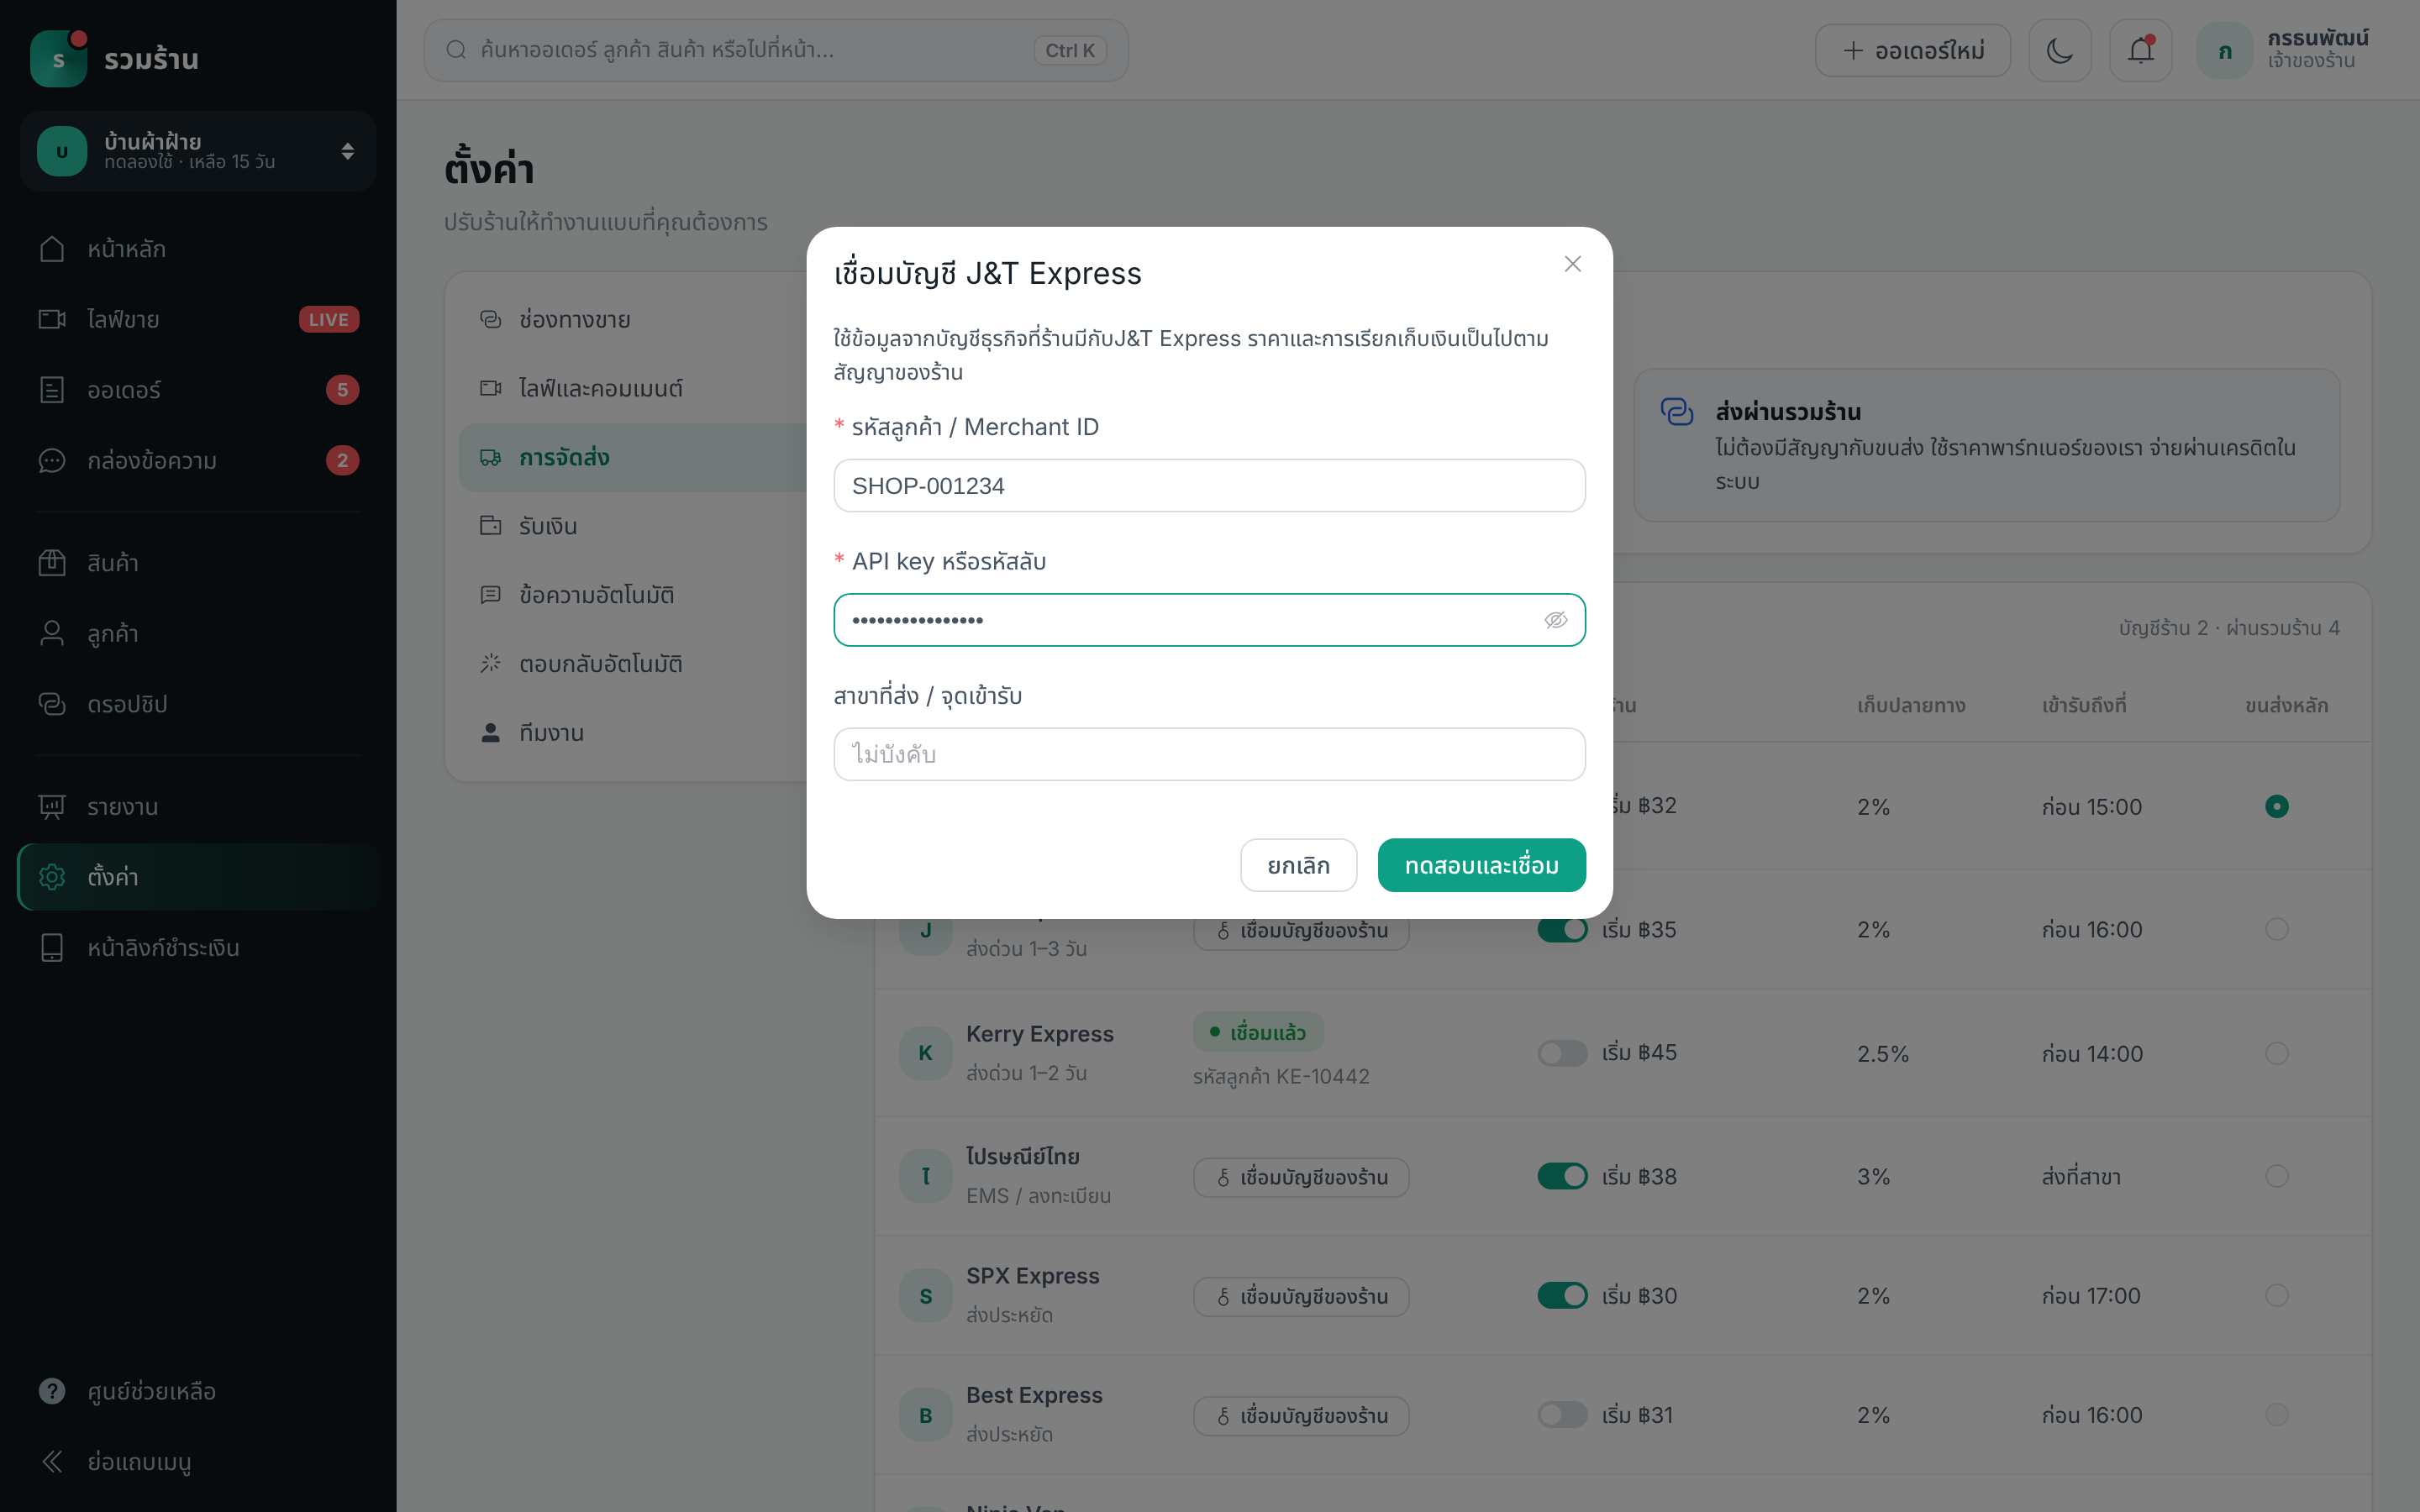 s
รวมร้าน
บ
บ้านผ้าฝ้าย
ทดลองใช้ · เหลือ 15 วัน
หน้าหลัก
ไลฟ์ขาย
LIVE
ออเดอร์
5
กล่องข้อความ
2
สินค้า
ลูกค้า
ดรอปชิป
รายงาน
ตั้งค่า
หน้าลิงก์ชำระเงิน
ศูนย์ช่วยเหลือ
ย่อแถบเมนู
ค้นหาออเดอร์ ลูกค้า สินค้า หรือไปที่หน้า...
Ctrl K
ออเดอร์ใหม่
ก
กรธนพัฒน์
เจ้าของร้าน
ตั้งค่า
ปรับร้านให้ทำงานแบบที่คุณต้องการ
ช่องทางขาย
ไลฟ์และคอมเมนต์
การจัดส่ง
รับเงิน
ข้อความอัตโนมัติ
ตอบกลับอัตโนมัติ
ทีมงาน
เชื่อมบัญชี J&T Express
ใช้ข้อมูลจากบัญชีธุรกิจที่ร้านมีกับJ&T Express ราคาและการเรียกเก็บเงินเป็นไปตาม
สัญญาของร้าน
* รหัสลูกค้า / Merchant ID
SHOP-001234
* API key หรือรหัสลับ
••••••••••••••••
สาขาที่ส่ง / จุดเข้ารับ
ไม่บังคับ
ยกเลิก
ทดสอบและเชื่อม
ส่งผ่านรวมร้าน
ไม่ต้องมีสัญญากับขนส่ง ใช้ราคาพาร์ทเนอร์ของเรา จ่ายผ่านเครดิตใน
ระบบ
บัญชีร้าน 2 · ผ่านรวมร้าน 4
เก็บปลายทาง
เข้ารับถึงที่
ขนส่งหลัก
฿32
2%
ก่อน 15:00
J
ส่งด่วน 1–3 วัน
เชื่อมบัญชีของร้าน
เริ่ม ฿35
2%
ก่อน 16:00
K
Kerry Express
ส่งด่วน 1–2 วัน
เชื่อมแล้ว
รหัสลูกค้า KE-10442
เริ่ม ฿45
2.5%
ก่อน 14:00
ไ
ไปรษณีย์ไทย
EMS / ลงทะเบียน
เชื่อมบัญชีของร้าน
เริ่ม ฿38
3%
ส่งที่สาขา
S
SPX Express
ส่งประหยัด
เชื่อมบัญชีของร้าน
เริ่ม ฿30
2%
ก่อน 17:00
B
Best Express
ส่งประหยัด
เชื่อมบัญชีของร้าน
เริ่ม ฿31
2%
ก่อน 16:00